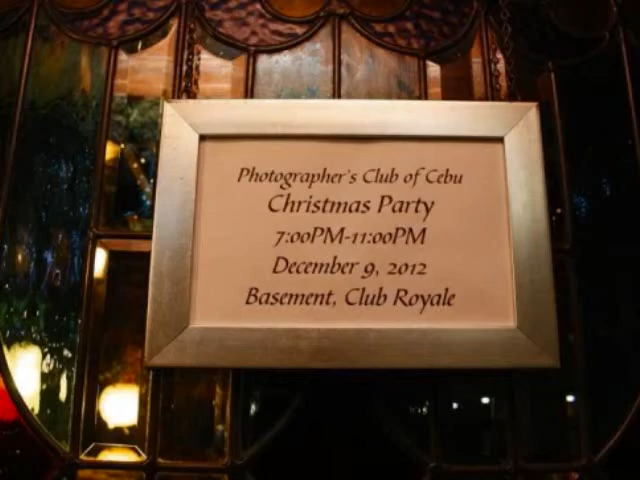 Photographer's Club of Cebu
Christmas Party
7:00PM-11:00PM
December 9, 2012
Basement, Club Royale